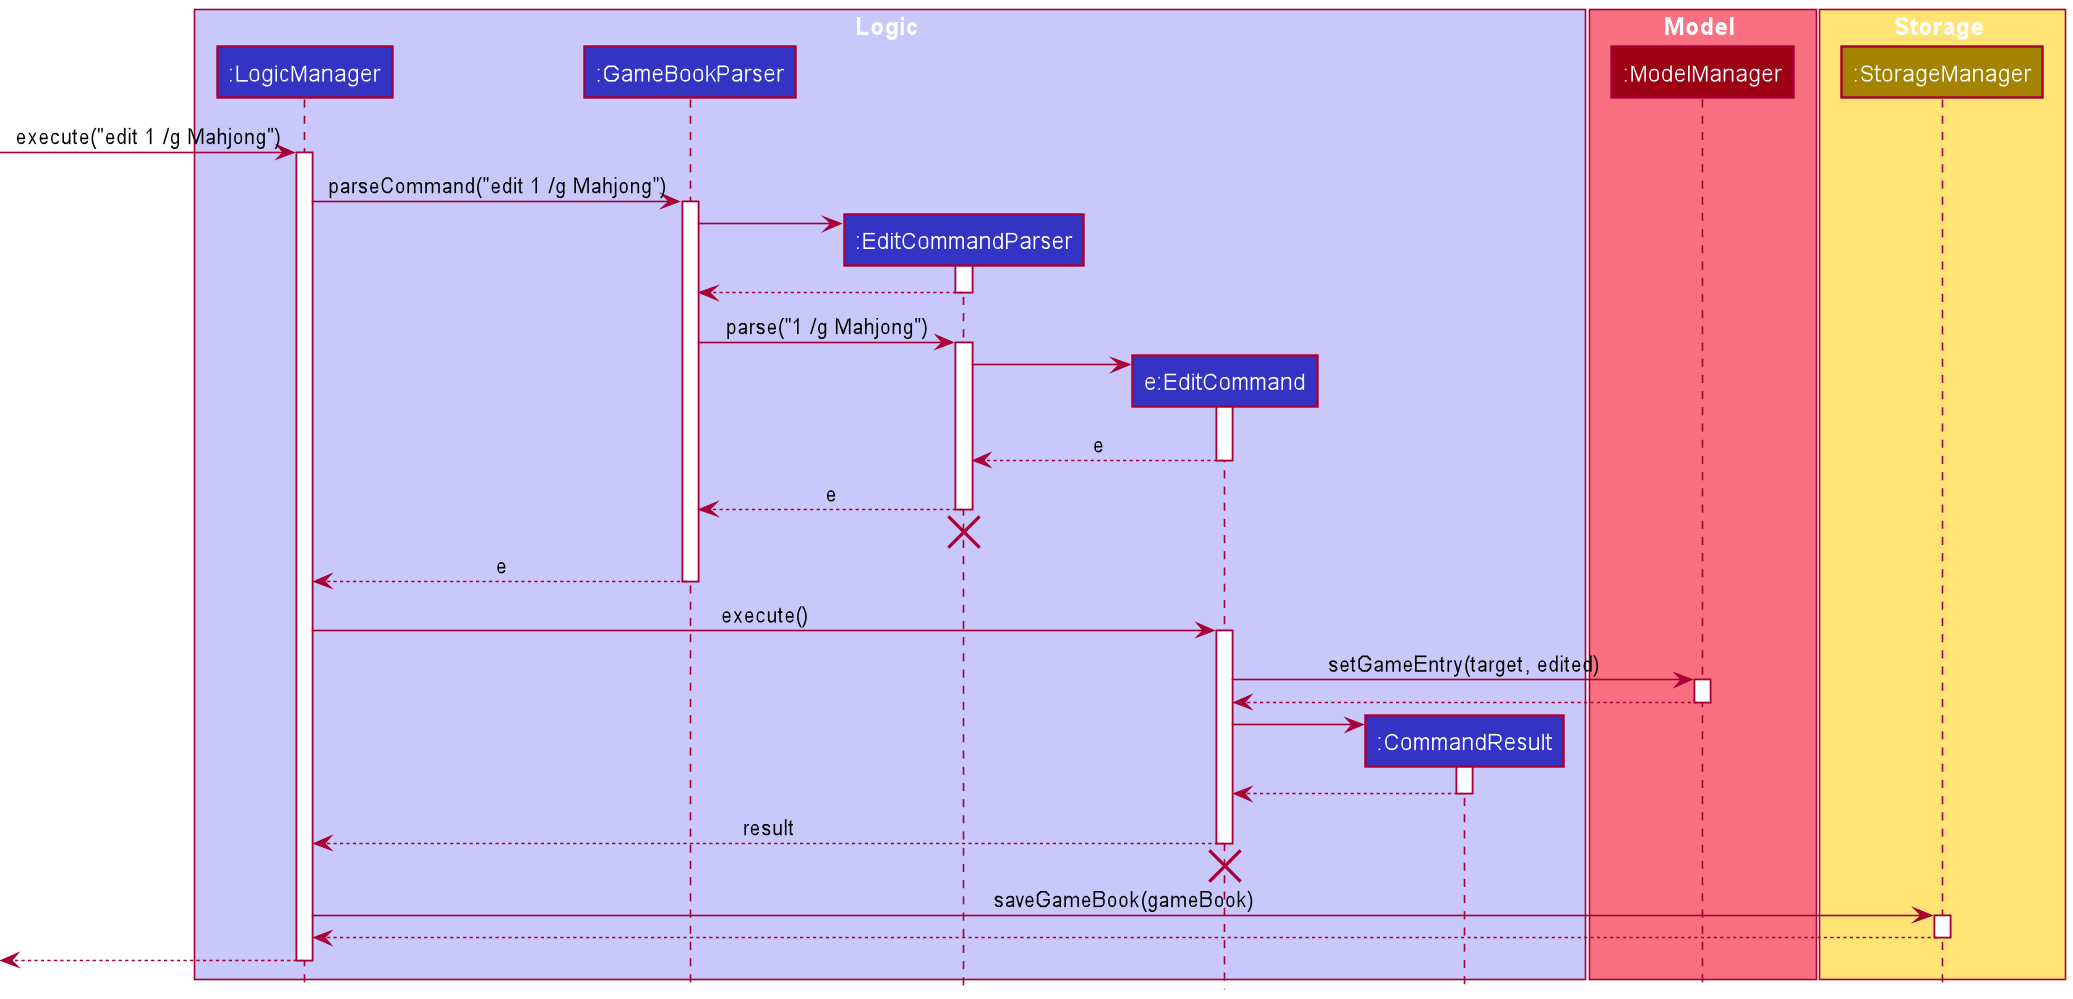 Logic
Model
Storage
:LogicManager
:GameBookParser
:ModelManager
:StorageManager
execute("edit 1 /g Mahjong")
parseCommand("edit 1 /g Mahjong")
:EditCommandParser
parse("1 /g Mahjong")
e:EditCommand
e
e
e
execute()
setGameEntry(target, edited)
:CommandResult
result
saveGameBook(gameBook)